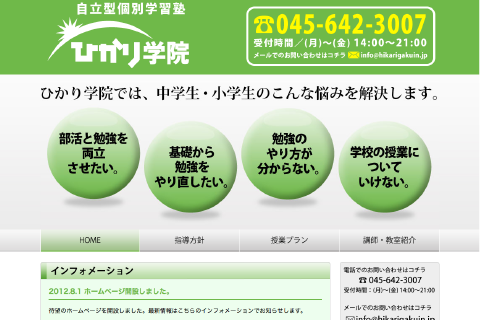 自立型個別学習塾
ひかり学院
☎045-642-3007
受付時間／(月)～(金) 14:00～21:00
メールでのお問い合わせはコチラ info@hikarigakuin.jp
ひかり学院では、中学生・小学生のこんな悩みを解決します。
部活と勉強を
両立
させたい。
基礎から
勉強を
やり直したい。
勉強の
やり方が
分からない。
学校の授業に
ついて
いけない。
HOME
指導方針
授業プラン
講師・教室紹介
インフォメーション
2012.8.1 ホームページ開設しました。
待望のホームページを開設しました。最新情報はこちらのインフォメーションでお知らせします。
電話でのお問い合わせはコチラ
☎ 045-642-3007
受付時間：(月)～(金) 14:00～21:00
メールでのお問い合わせはコチラ
info@hikarigakuin.jp